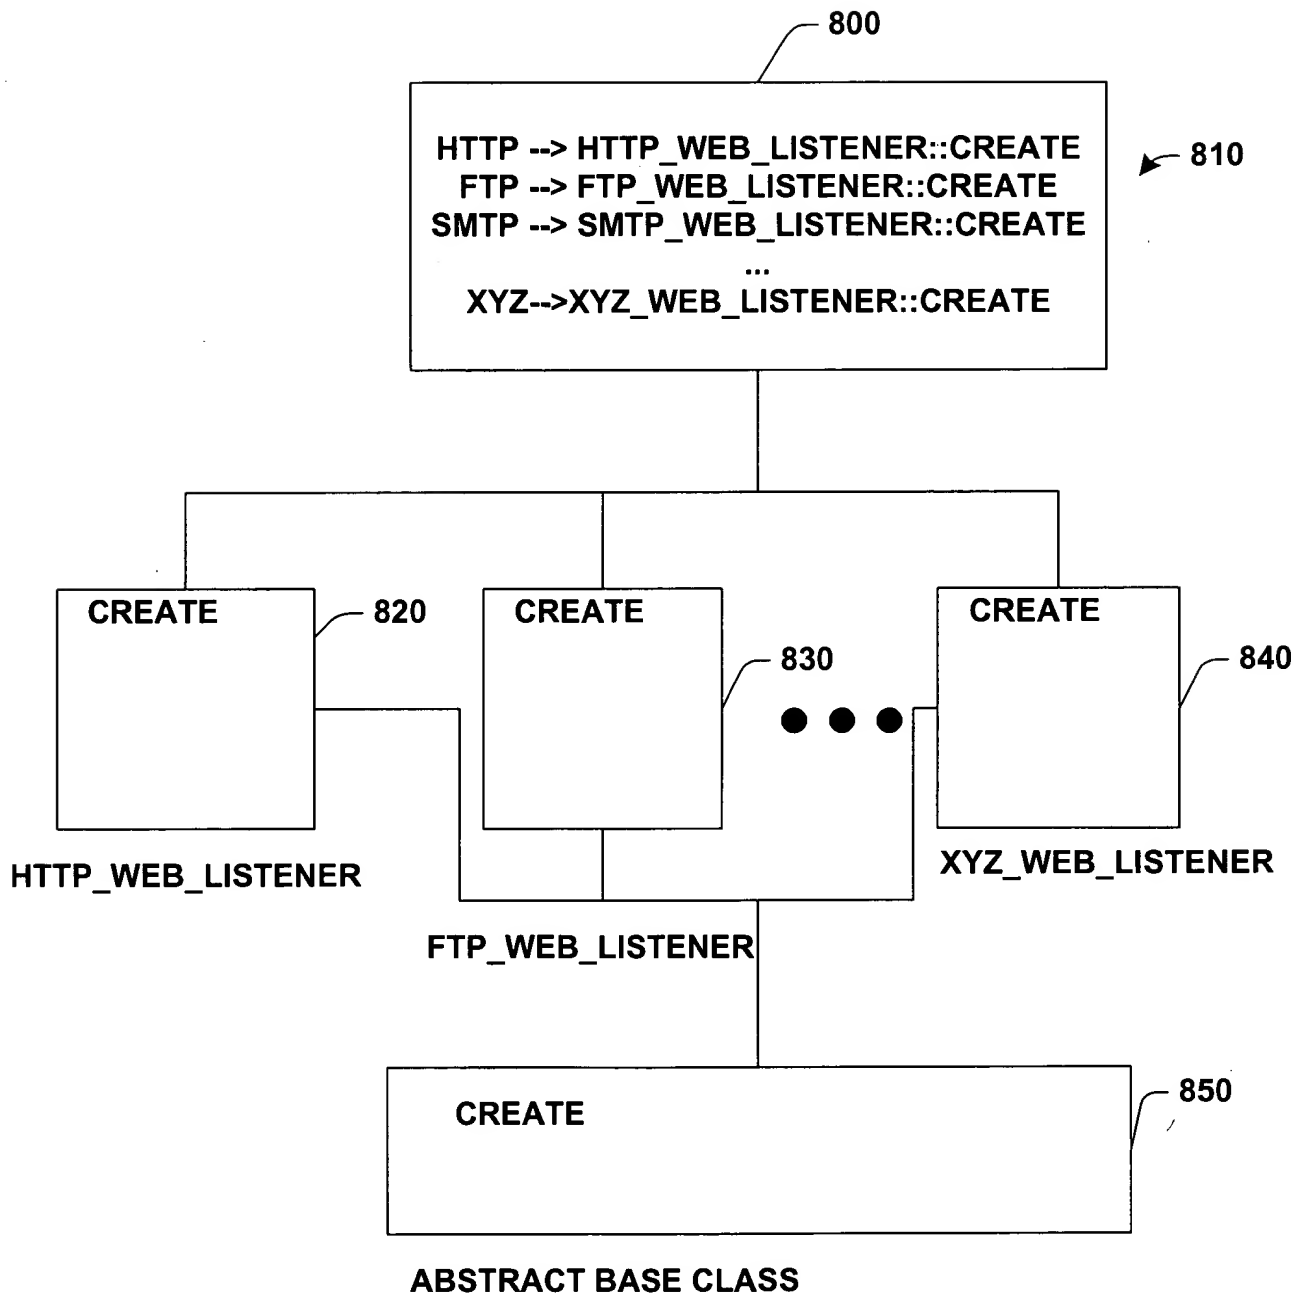 800
HTTP --> HTTP_WEB_LISTENER::CREATE
810
FTP --> FTP_WEB_LISTENER::CREATE
SMTP --> SMTP_WEB_LISTENER::CREATE
...
XYZ-->XYZ_WEB_LISTENER::CREATE
CREATE
820
CREATE
830
CREATE
840
HTTP_WEB_LISTENER
FTP_WEB_LISTENER
XYZ_WEB_LISTENER
CREATE
850
ABSTRACT BASE CLASS